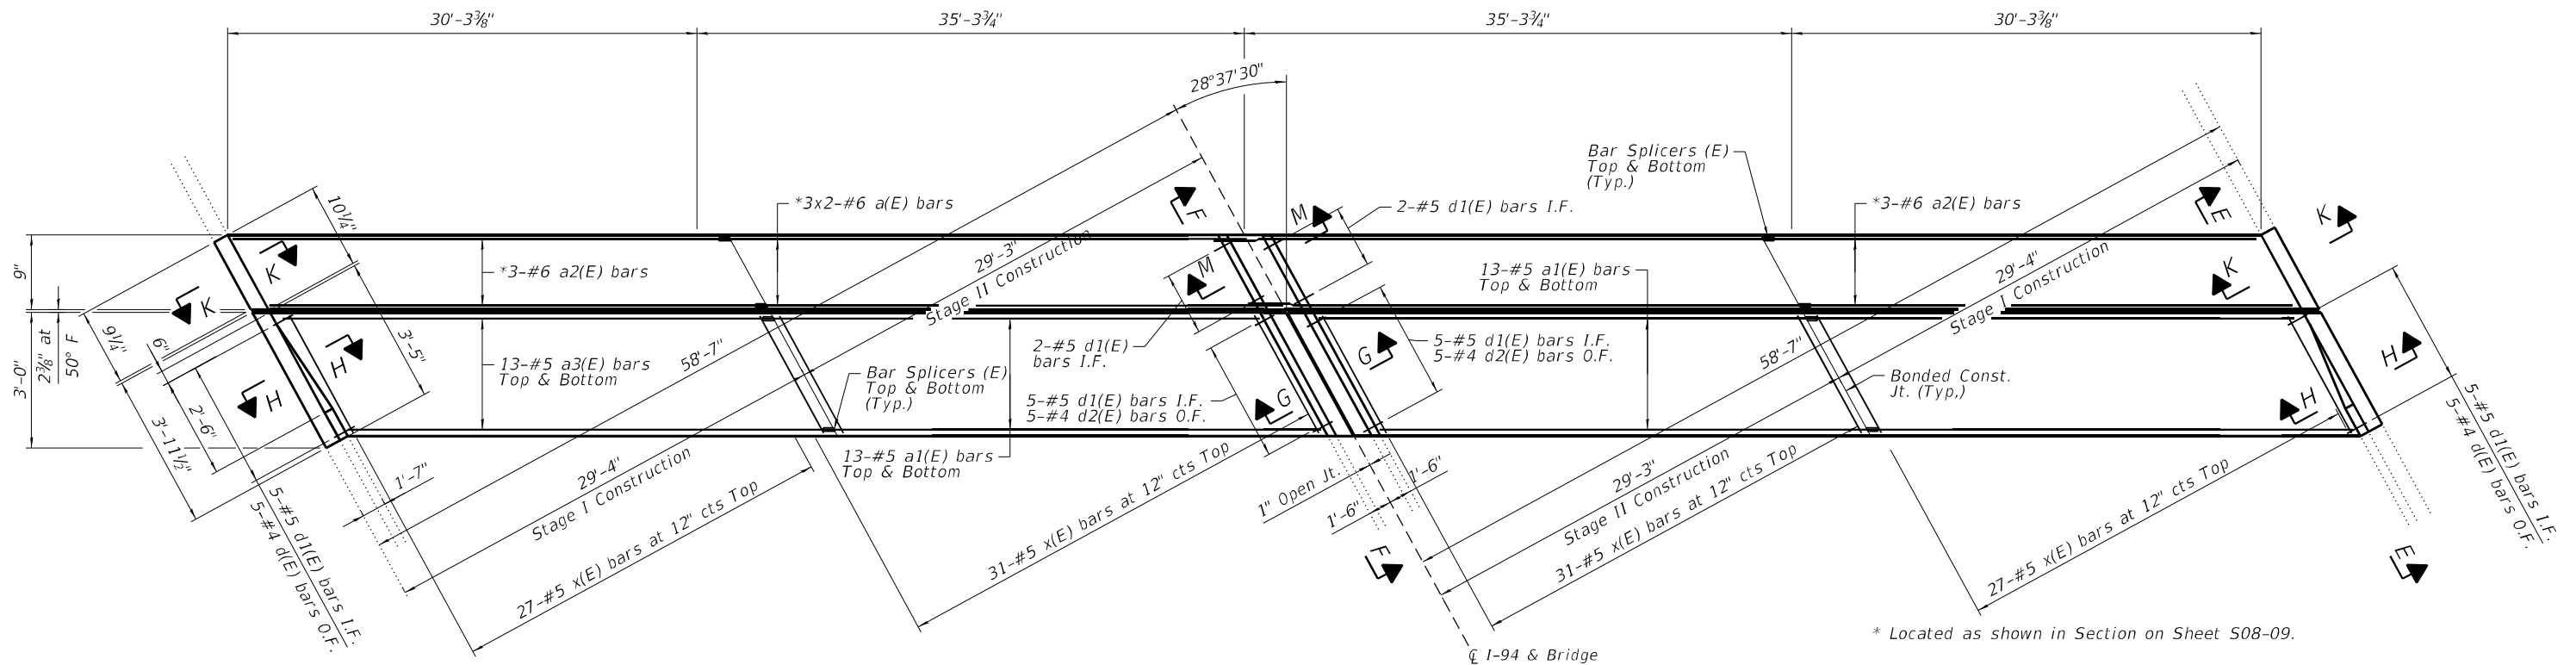 30'-3⅜"
35'-3¾"
35'-3¾"
30'-3⅜"
28°37'30"
Bar Splicers (E)
Top & Bottom
(Typ.)
*3x2-#6 a(E) bars
2-#5 d1(E) bars I.F.
*3-#6 a2(E) bars
F
M
E
K
10¼"
29'-3"
Stage II Construction
29'-4"
Stage I Construction
9"
K
*3-#6 a2(E) bars
M
13-#5 a1(E) bars
Top & Bottom
K
K
2⅜" at
50° F
9¼"
6"
3'-5"
3'-0"
H
13-#5 a3(E) bars
Top & Bottom
58'-7"
2-#5 d1(E)
bars I.F.
G
5-#5 d1(E) bars I.F.
5-#4 d2(E) bars O.F.
58'-7"
H
H
2'-6"
3'-11½"
Bar Splicers (E)
Top & Bottom
(Typ.)
5-#5 d1(E) bars I.F.
5-#4 d2(E) bars O.F.
G
Bonded Const.
Jt. (Typ,)
H
5-#5 d1(E) bars I.F.
5-#4 d(E) bars O.F.
13-#5 a1(E) bars
Top & Bottom
1'-7"
29'-4"
Stage I Construction
27-#5 x(E) bars at 12" cts Top
31-#5 x(E) bars at 12" cts Top
1" Open Jt.
1'-6"
1'-6"
29'-3"
Stage II Construction
31-#5 x(E) bars at 12" cts Top
27-#5 x(E) bars at 12" cts Top
5-#5 d1(E) bars I.F.
5-#4 d(E) bars O.F.
F
E
* Located as shown in Section on Sheet S08-09.
℄ I-94 & Bridge